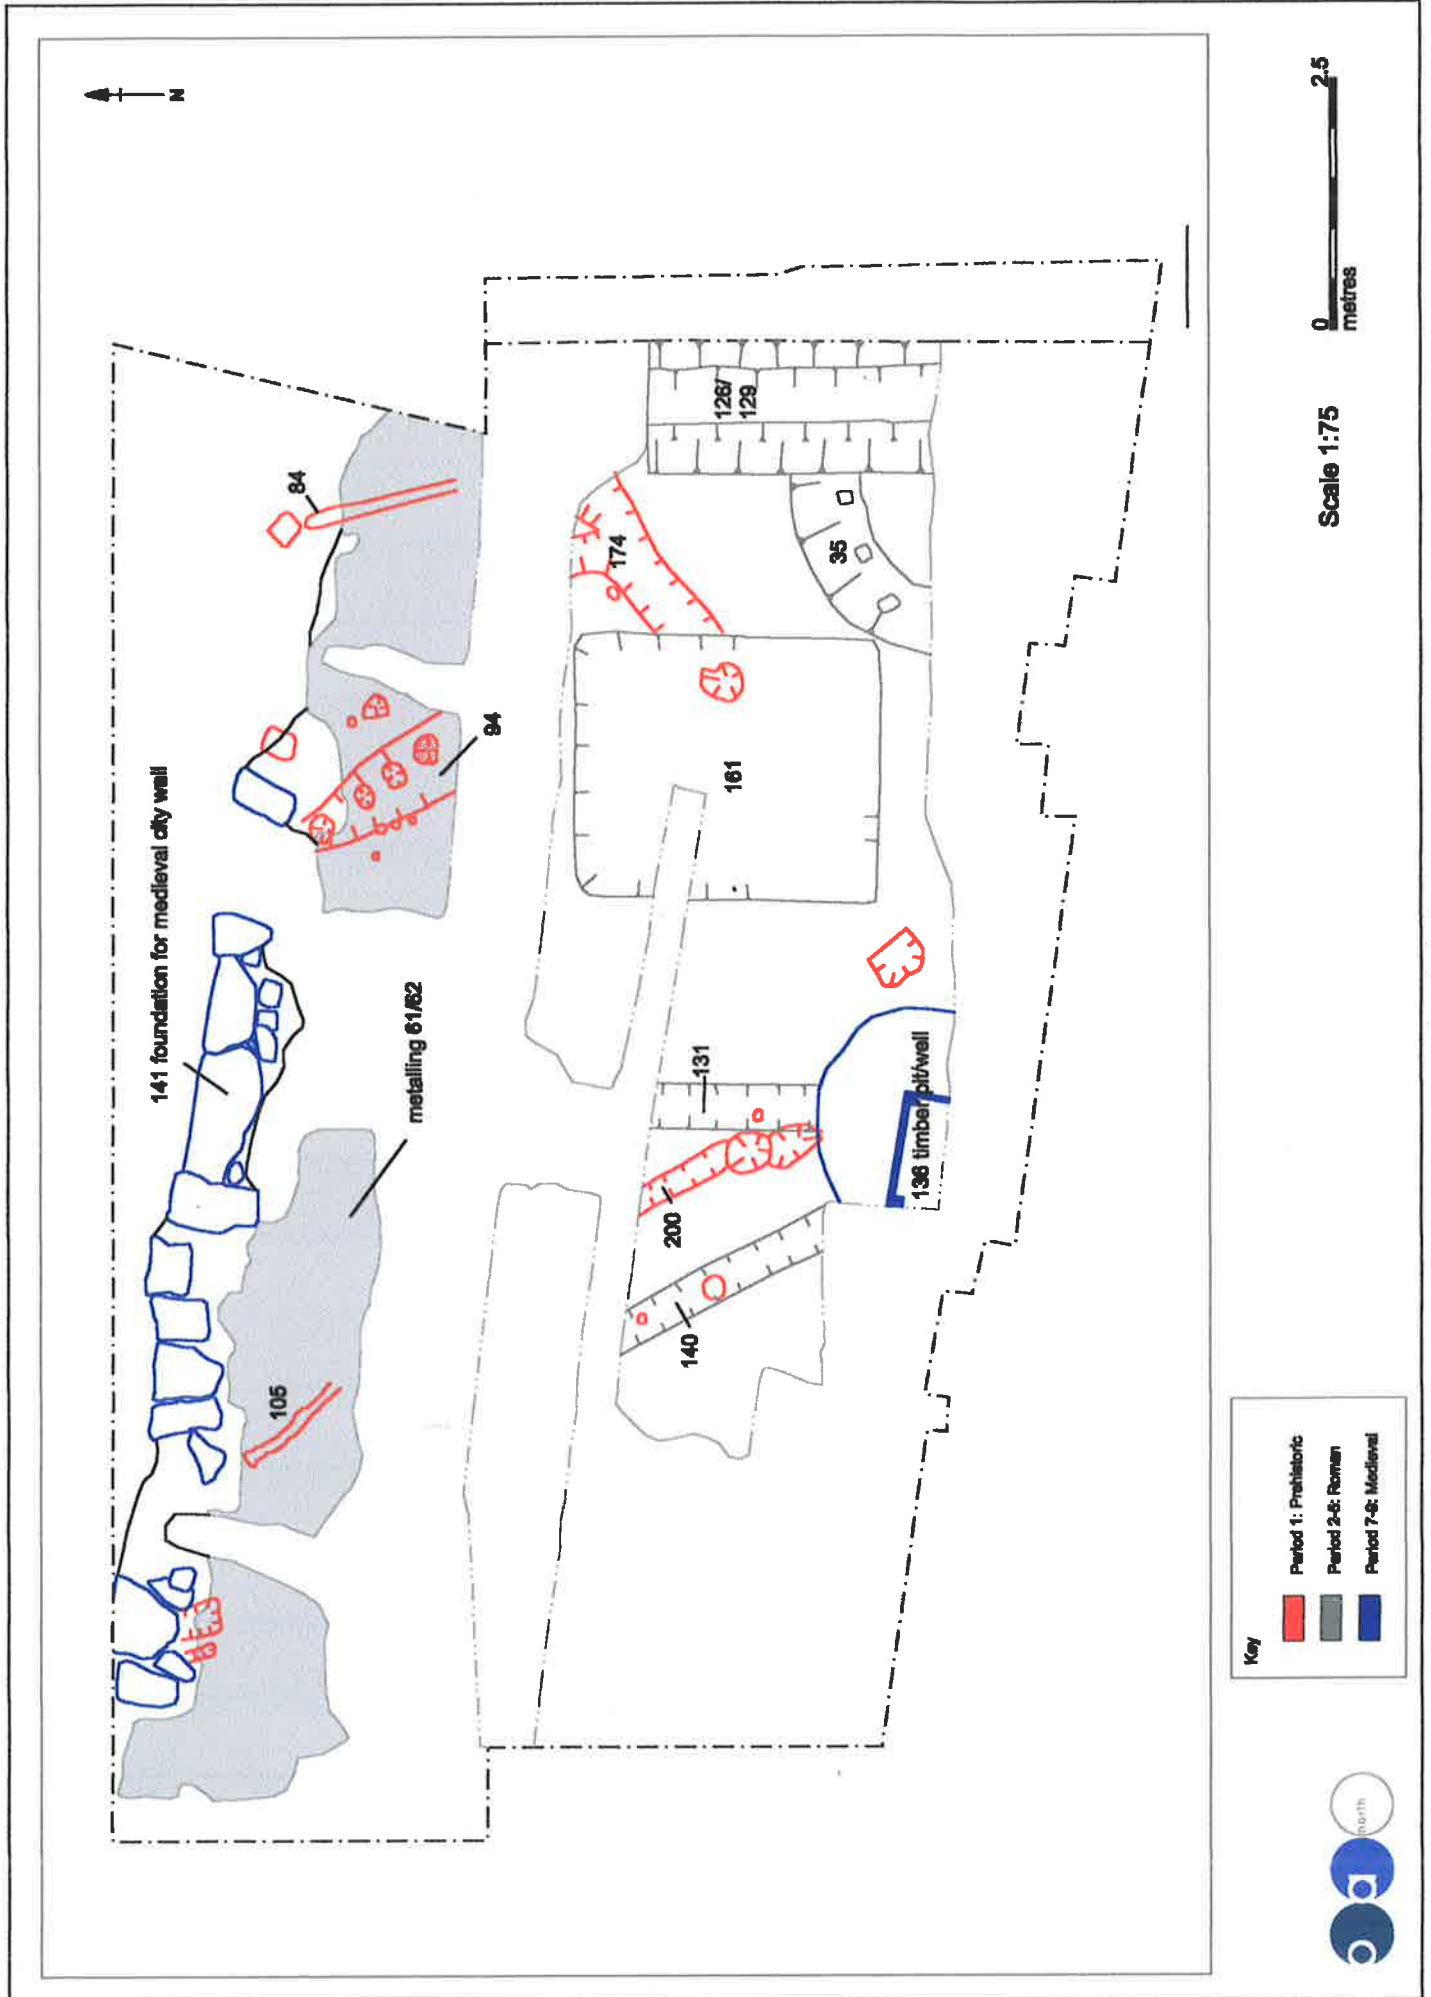 N
84
141 foundation for medieval city wall
94
metalling 61/62
105
174
126/
129
35
161
131
200
140
136 timber pit/well
Scale 1:75
0
2.5
metres
Key
Period 1: Prehistoric
Period 2-6: Roman
Period 7-9: Medieval
oa
north